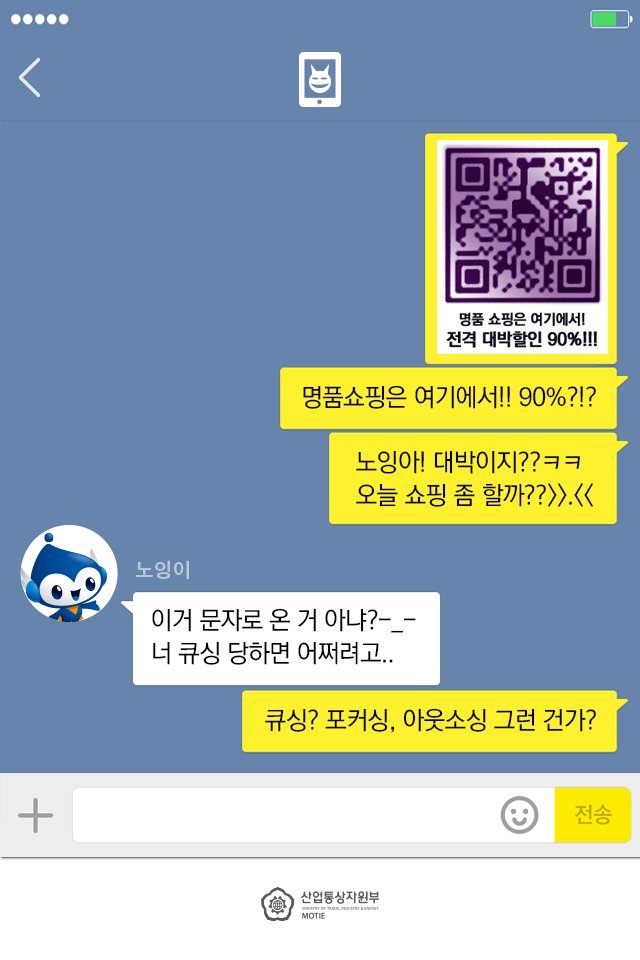 명품 쇼핑은 여기에서!
전격 대박할인 90%!!!
명품쇼핑은 여기에서!! 90%?!?
노잉아! 대박이지??ㅋㅋ
오늘 쇼핑 좀 할까??>>.<<
노잉이
이거 문자로 온 거 아냐?-_-
너 큐싱 당하면 어쩌려고..
큐싱? 포커싱, 아웃소싱 그런 건가?
전송
산업통상자원부
MINISTRY OF TRADE, INDUSTRY & ENERGY
MOTIE